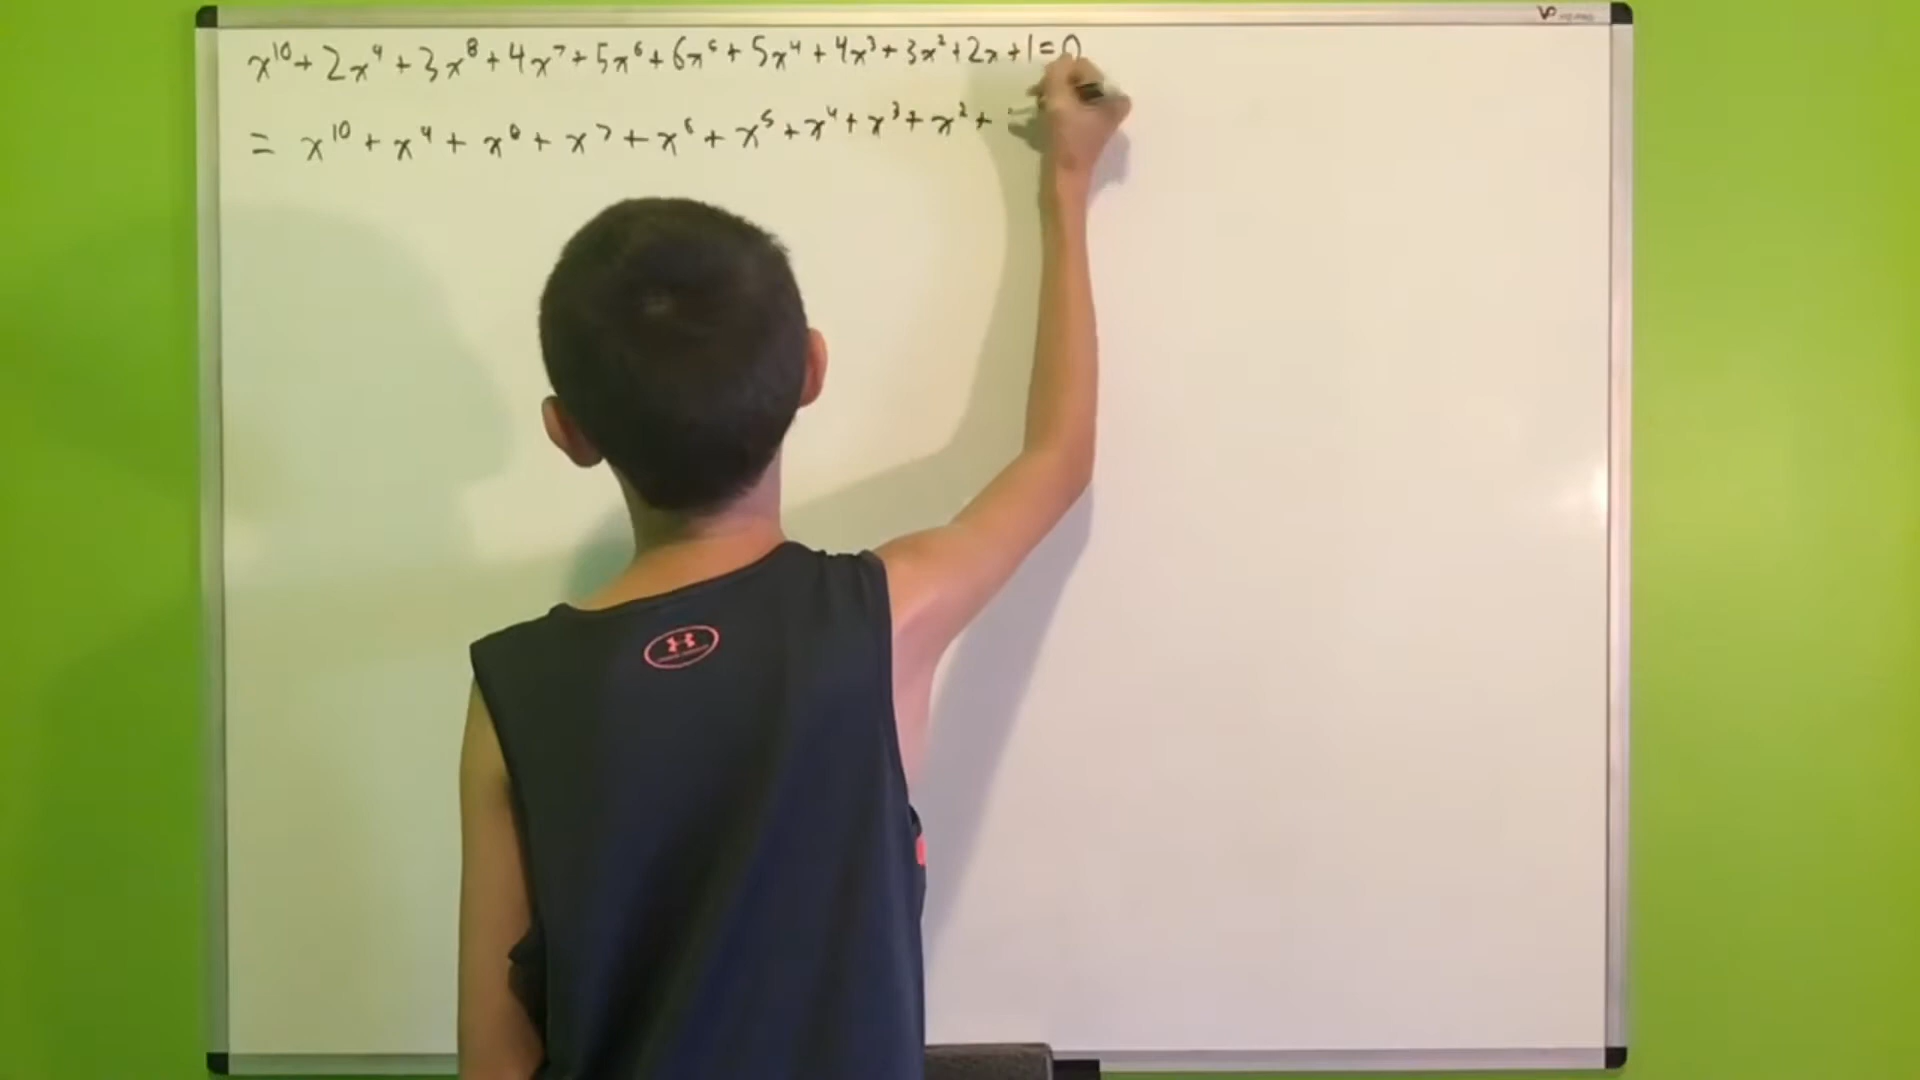 x¹⁰ + 2x⁹ + 3x⁸ + 4x⁷ + 5x⁶ + 6x⁵ + 5x⁴ + 4x³ + 3x² + 2x + 1 = 0
= x¹⁰ + x⁹ + x⁸ + x⁷ + x⁶ + x⁵ + x⁴ + x³ + x² +